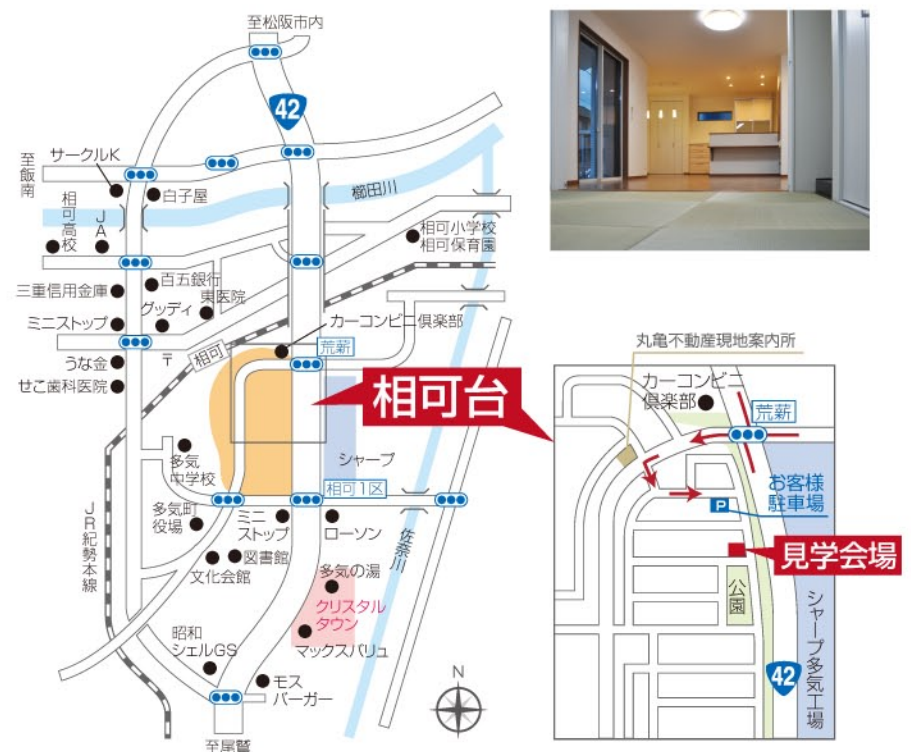 至松阪市内
42
サークルK
至飯南
白子屋
櫛田川
相可高校
JA
相可小学校
相可保育園
百五銀行
三重信用金庫
グッディ
東医院
ミニストップ
カーコンビニ倶楽部
荒薪
〒
相可
うな金
せこ歯科医院
相可台
シャープ
多気
中学校
相可1区
多気町
役場
ミニ
ストップ
ローソン
JR紀勢本線
佐奈川
図書館
文化会館
多気の湯
クリスタル
タウン
昭和
シェルGS
マックスバリュ
モス
バーガー
N
至尾鷲
丸亀不動産現地案内所
カーコンビニ
倶楽部
荒薪
お客様
駐車場
P
見学会場
公園
シャープ多気工場
42